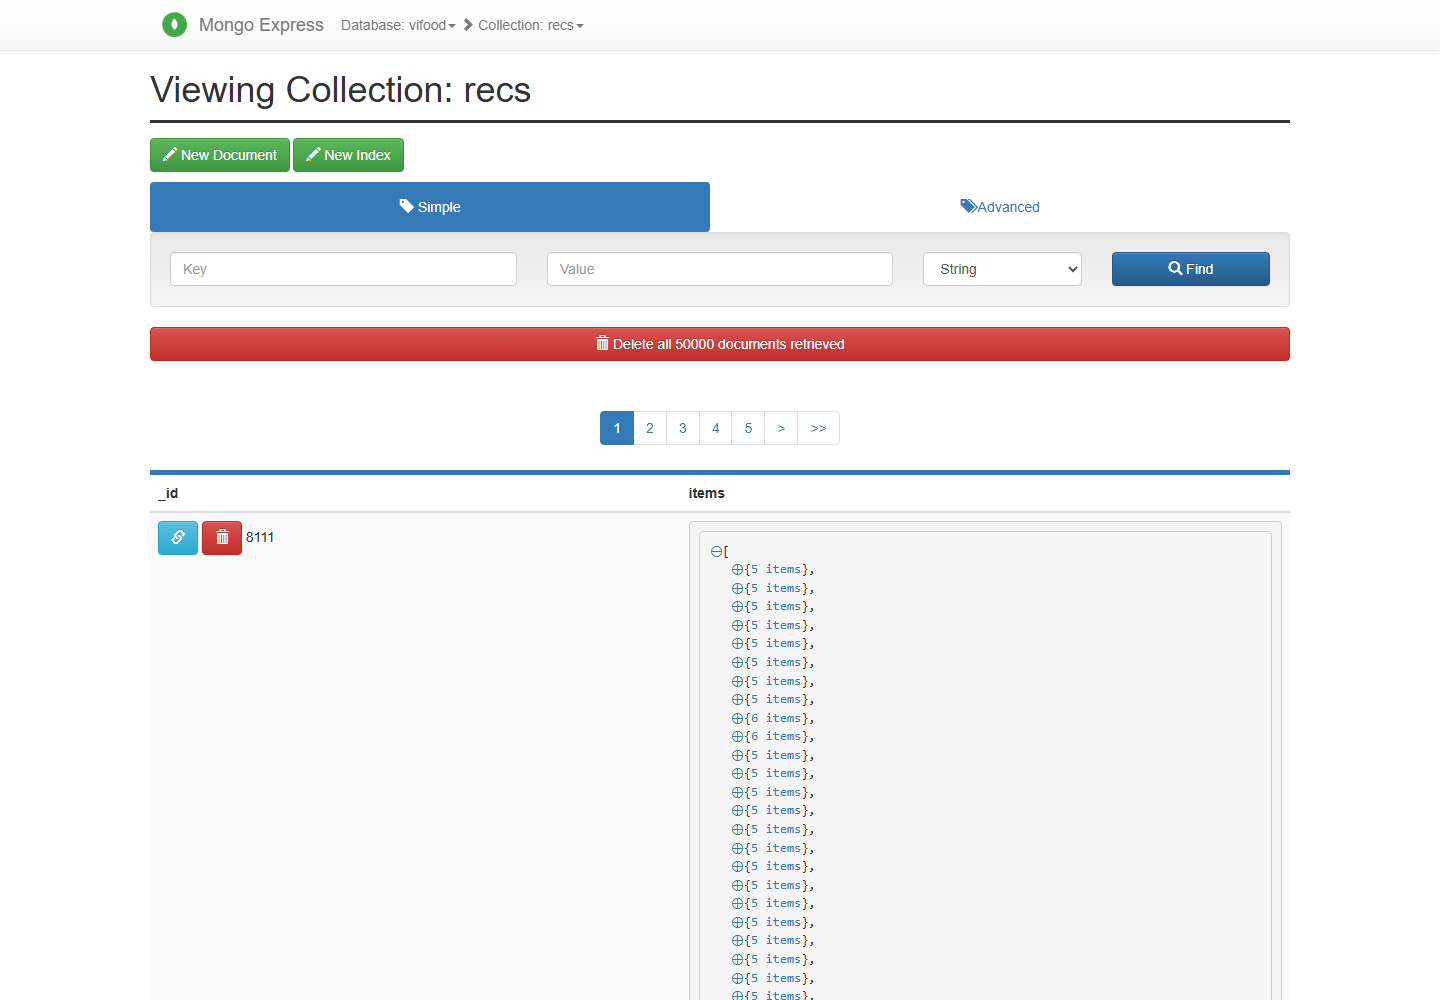 Mongo Express Database: vifood Collection: recs
Viewing Collection: recs
New Document New Index
Simple Advanced
Key Value String Find
Delete all 50000 documents retrieved
1 2 3 4 5 > >>
_id items
8111
[
{5 items},
{5 items},
{5 items},
{5 items},
{5 items},
{5 items},
{5 items},
{5 items},
{6 items},
{6 items},
{5 items},
{5 items},
{5 items},
{5 items},
{5 items},
{5 items},
{5 items},
{5 items},
{5 items},
{5 items},
{5 items},
{5 items},
{5 items},
{5 items},